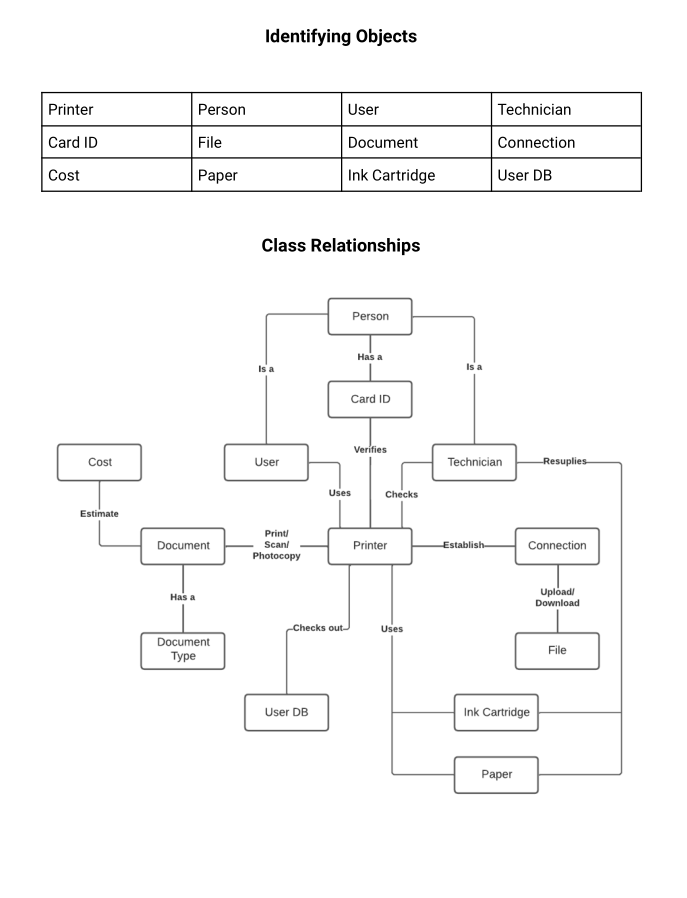 Identifying Objects
Printer Person User Technician
Card ID File Document Connection
Cost Paper Ink Cartridge User DB
Class Relationships
Person
Has a
Is a
Is a
Card ID
Verifies
Cost
User
Technician
Resuplies
Uses
Checks
Estimate
Document
Print/
Scan/
Photocopy
Printer
Establish
Connection
Has a
Upload/
Download
Checks out
Uses
Document
Type
File
User DB
Ink Cartridge
Paper